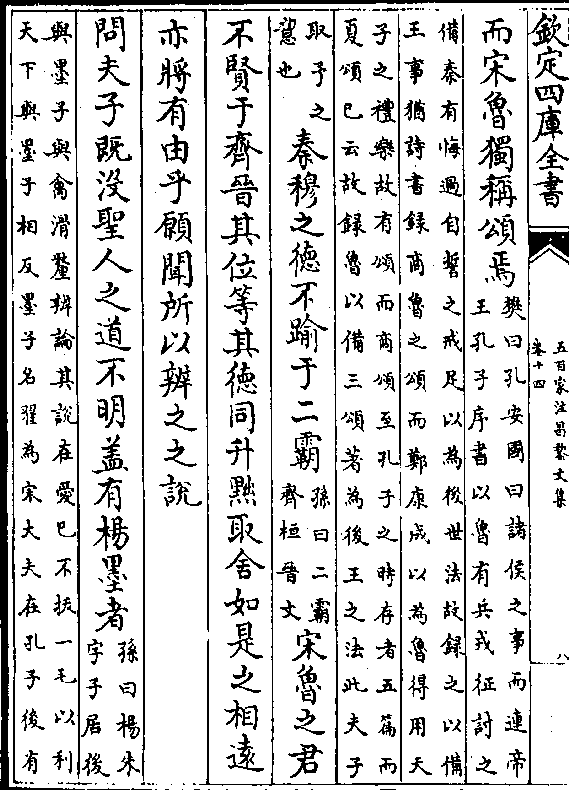 欽定四庫全書
五百家注昌黎文集
卷十四
八
而宋魯獨稱頌焉
樊曰孔安國曰諸侯之事而連帝
王孔子序書以魯有兵戎征討之
備秦有悔過自誓之戒足以為後世法故録之以備
王事猶詩書録商魯之頌而鄭康成以為魯得用天
子之禮樂故有頌而商頌至孔子之時存者五篇而
夏頌已云故録魯以備三頌著為後王之法此夫子
取子之
意也
秦穆之德不踰于二霸
孫曰二霸
齊桓晉文
宋魯之君
不賢于齊晉其位等其德同升黜取舍如是之相遠
亦將有由乎願聞所以辨之之說
問夫子既没聖人之道不明盖有楊墨者
孫曰楊朱
字子居後
與墨子與禽滑釐辨論其說在愛已不扷一毛以利
天下與墨子相反墨子名翟為宋大夫在孔子後有